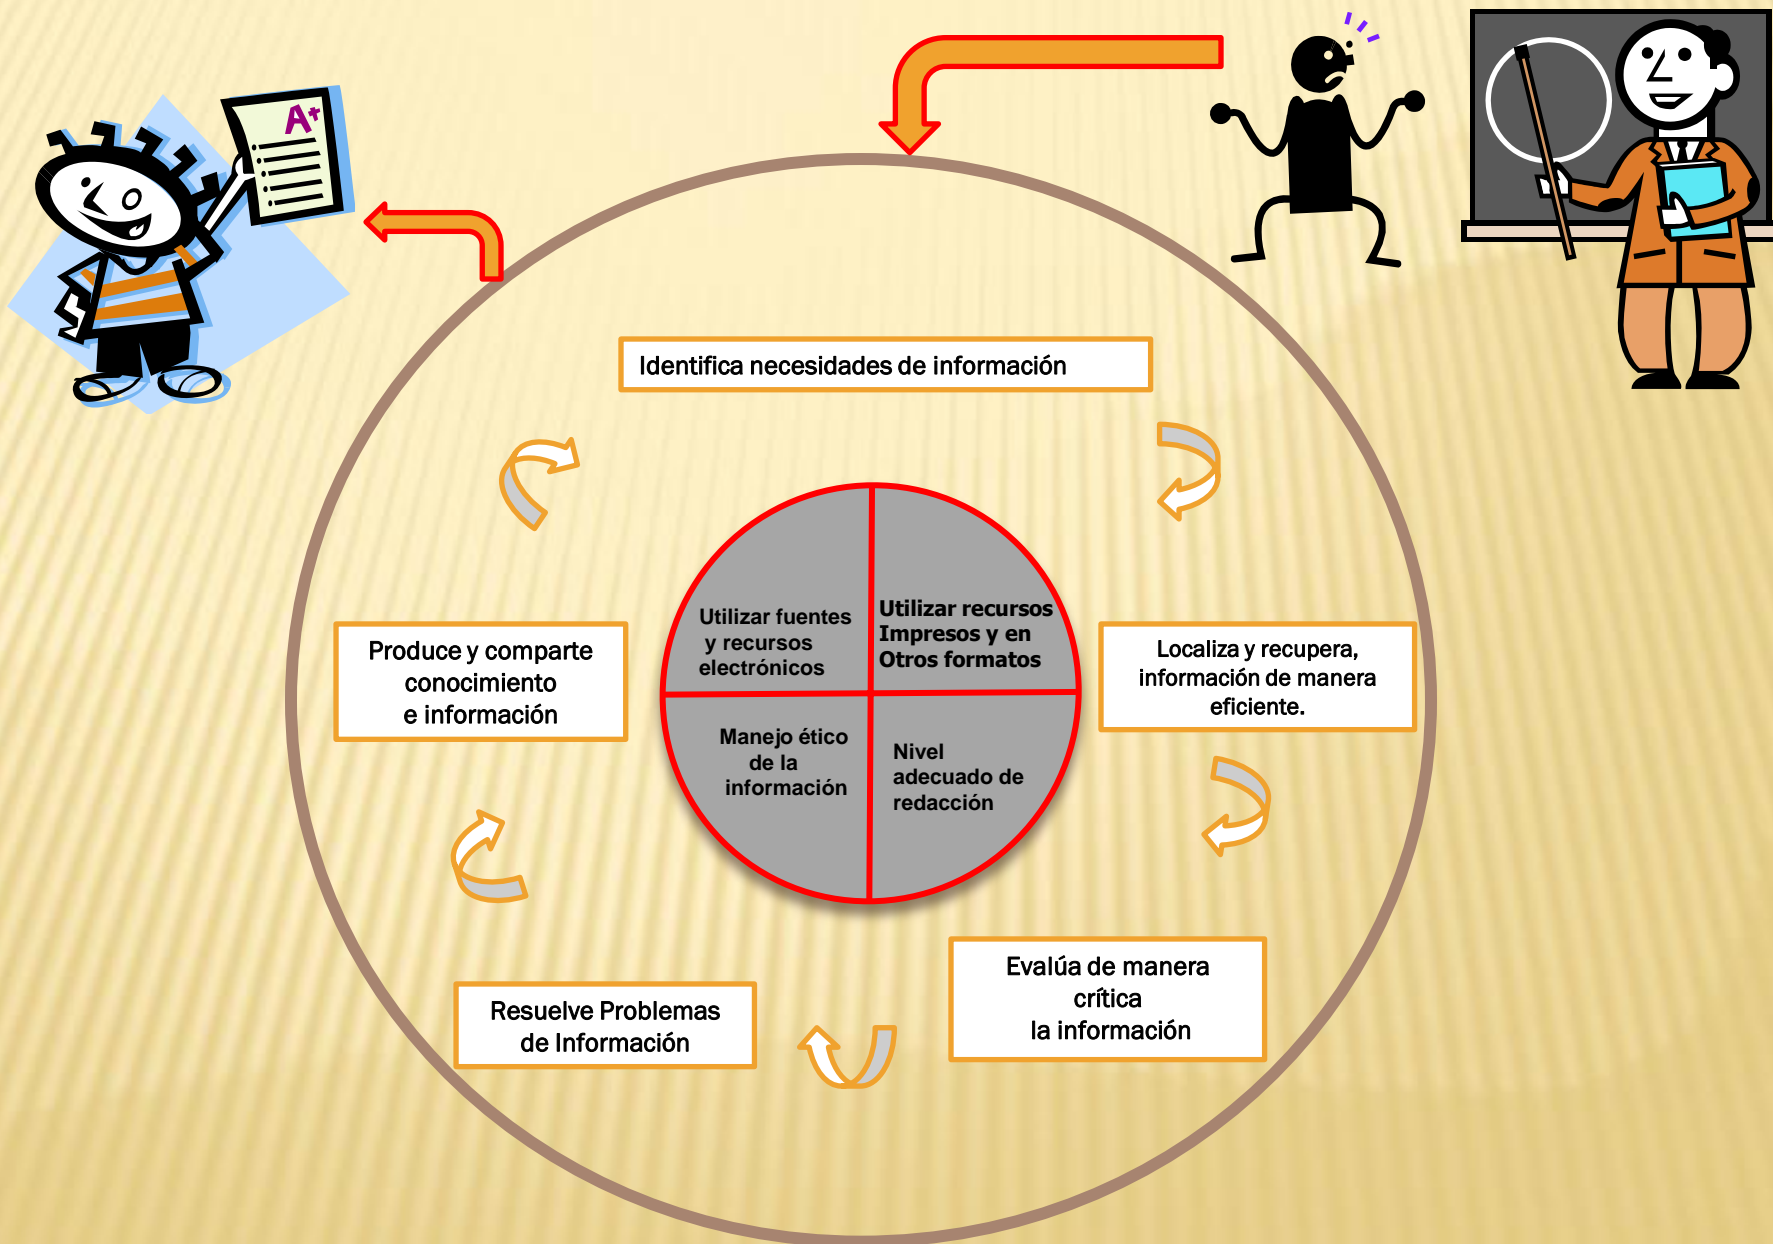 A+
Identifica necesidades de información
Utilizar fuentes
y recursos
electrónicos
Utilizar recursos
Impresos y en
Otros formatos
Produce y comparte
conocimiento
e información
Localiza y recupera,
información de manera
eficiente.
Manejo ético
de la
información
Nivel
adecuado de
redacción
Evalúa de manera
crítica
la información
Resuelve Problemas
de Información